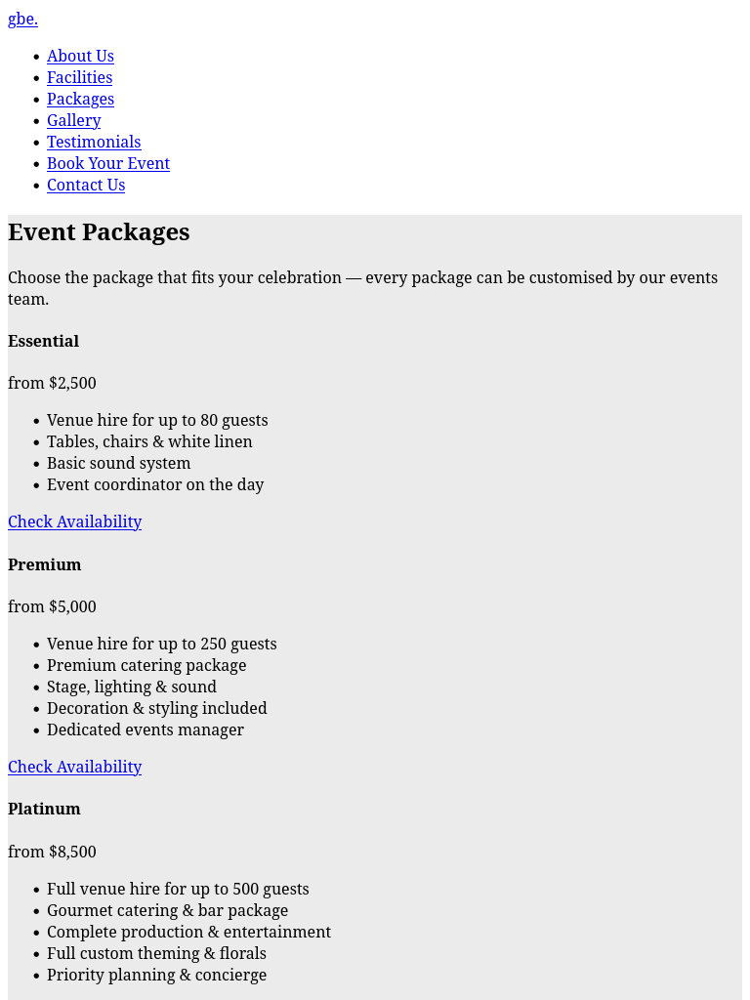 gbe.
About Us
Facilities
Packages
Gallery
Testimonials
Book Your Event
Contact Us
Event Packages
Choose the package that fits your celebration — every package can be customised by our events
team.
Essential
from $2,500
Venue hire for up to 80 guests
Tables, chairs & white linen
Basic sound system
Event coordinator on the day
Check Availability
Premium
from $5,000
Venue hire for up to 250 guests
Premium catering package
Stage, lighting & sound
Decoration & styling included
Dedicated events manager
Check Availability
Platinum
from $8,500
Full venue hire for up to 500 guests
Gourmet catering & bar package
Complete production & entertainment
Full custom theming & florals
Priority planning & concierge